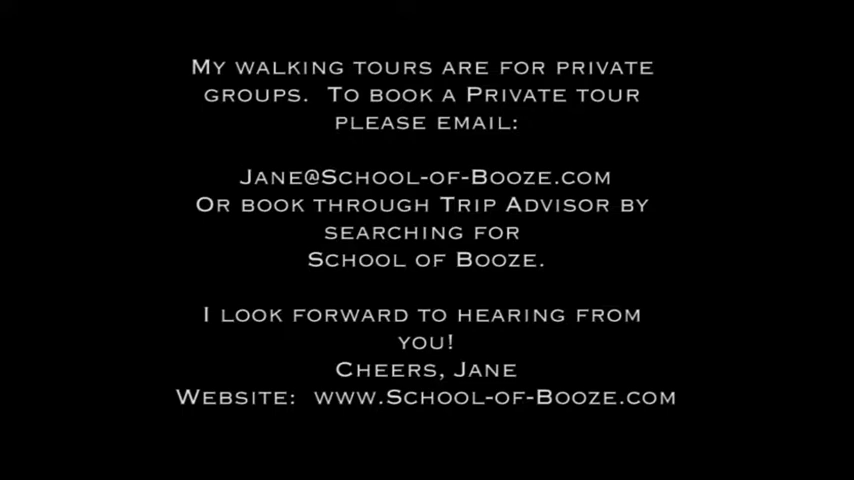 My walking tours are for private
groups. To book a Private tour
please email:
Jane@School-of-Booze.com
Or book through Trip Advisor by
searching for
School of Booze.
I look forward to hearing from
you!
Cheers, Jane
Website: www.School-of-Booze.com